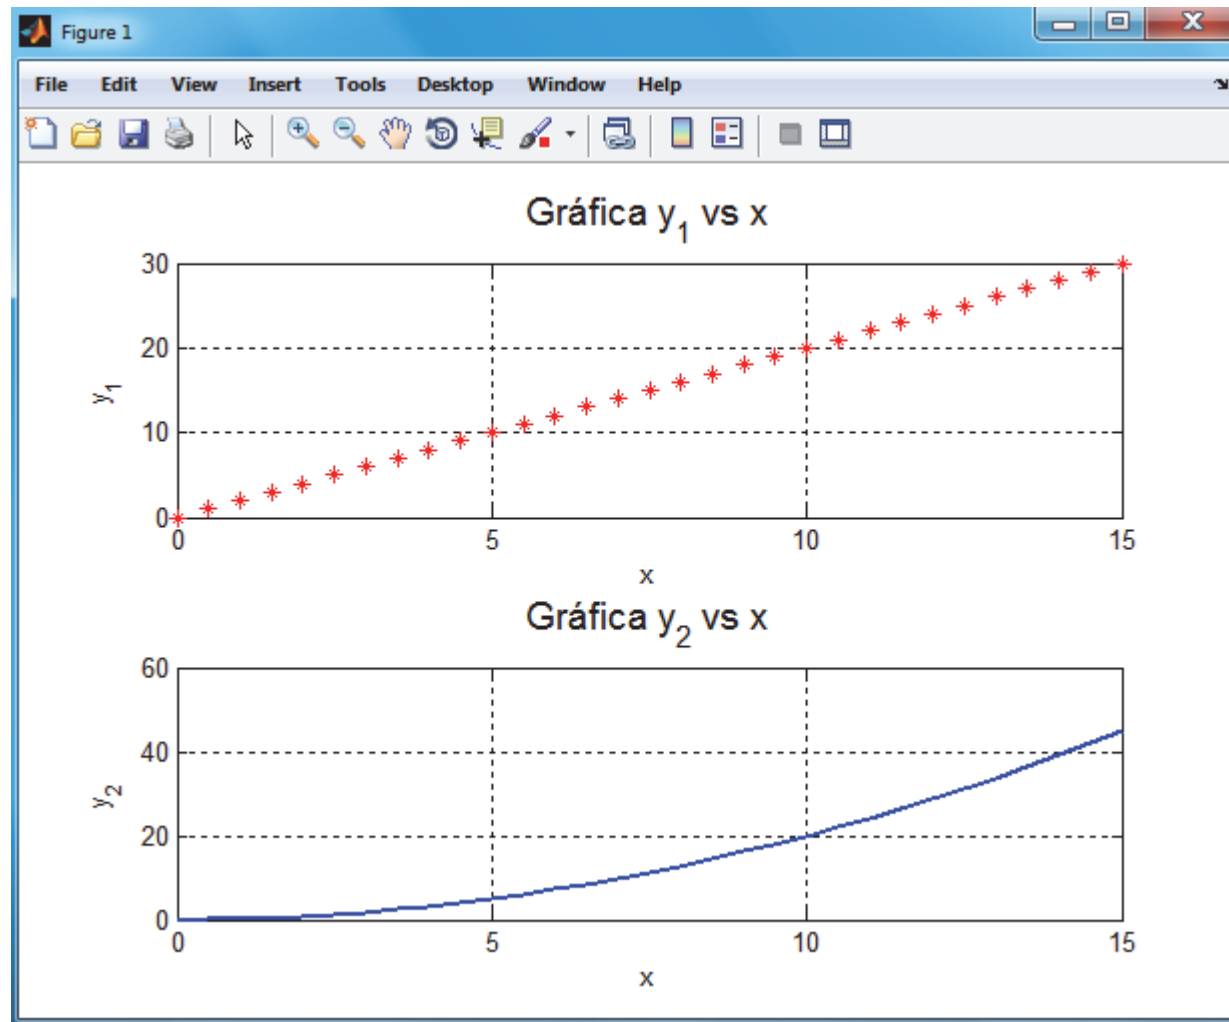 Figure 1
File Edit View Insert Tools Desktop Window Help
Gráfica y₁ vs x
30
20
10
0
y₁
0 5 10 15
x
Gráfica y₂ vs x
60
40
20
0
y₂
0 5 10 15
x